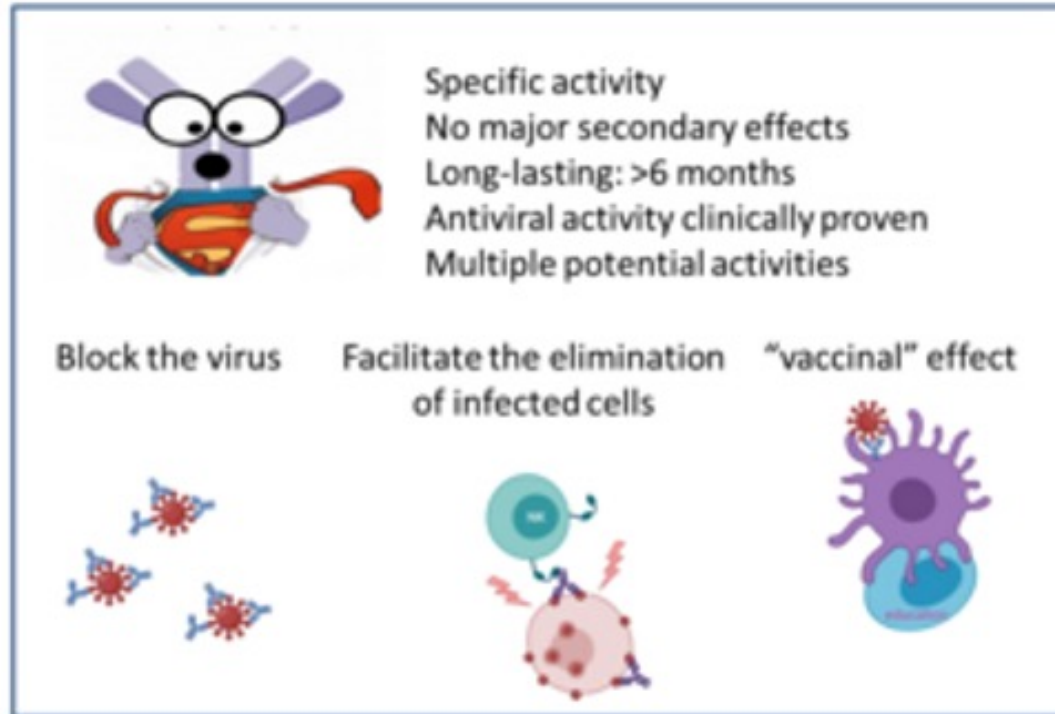 Specific activity
No major secondary effects
Long-lasting: >6 months
Antiviral activity clinically proven
Multiple potential activities
Block the virus
Facilitate the elimination
of infected cells
“vaccinal” effect
NK
education